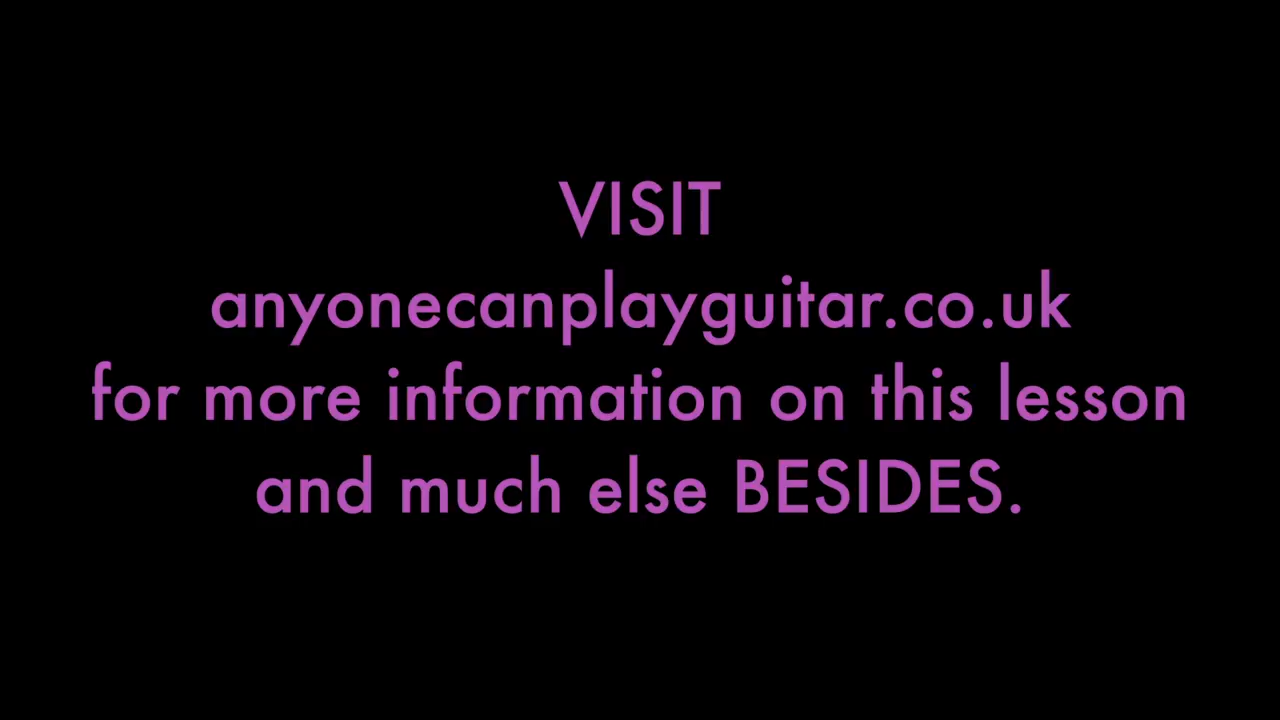 VISIT
anyonecanplayguitar.co.uk
for more information on this lesson
and much else BESIDES.